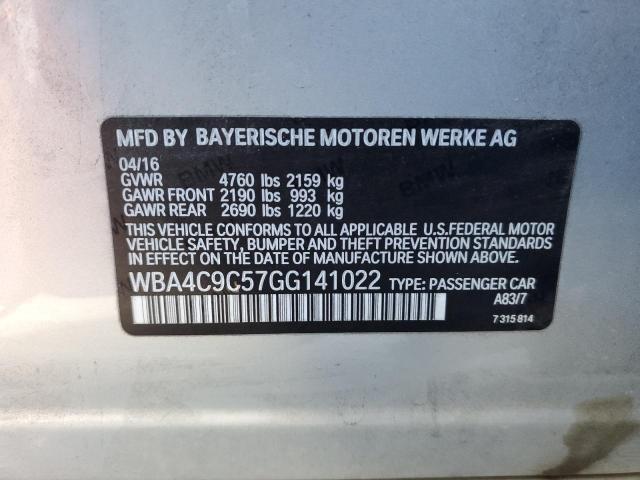 MFD BY BAYERISCHE MOTOREN WERKE AG
04/16
GVWR 4760 lbs 2159 kg
GAWR FRONT 2190 lbs 993 kg
GAWR REAR 2690 lbs 1220 kg
THIS VEHICLE CONFORMS TO ALL APPLICABLE U.S.FEDERAL MOTOR
VEHICLE SAFETY, BUMPER AND THEFT PREVENTION STANDARDS
IN EFFECT ON THE DATE OF MANUFACTURE SHOWN ABOVE.
WBA4C9C57GG141022 TYPE: PASSENGER CAR
A83/7
7 315 814